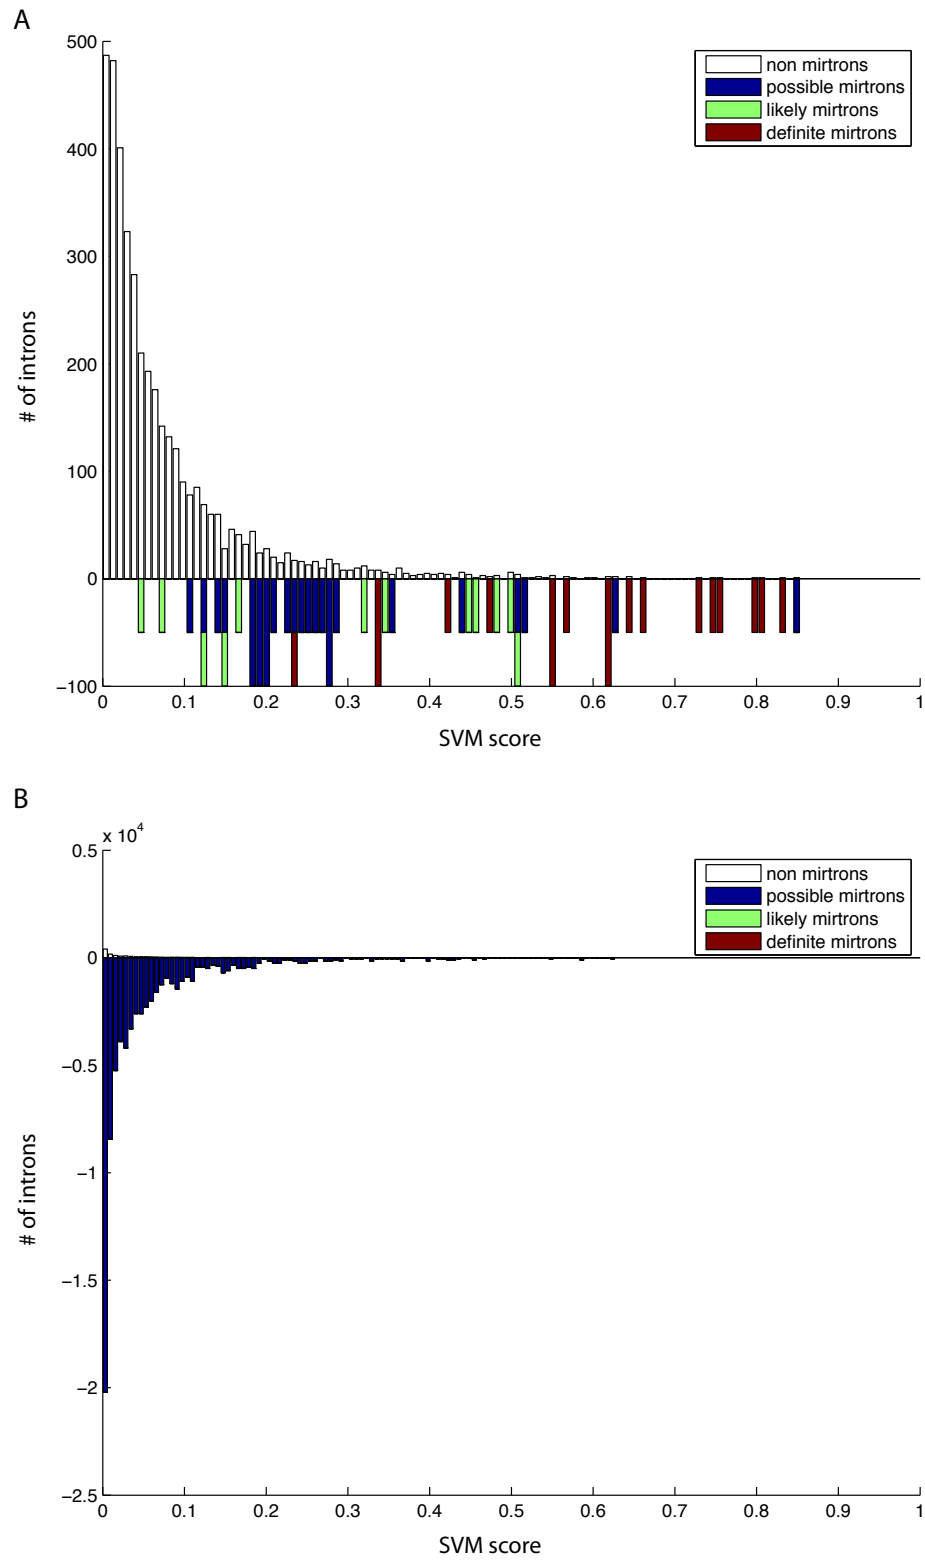 A
500
400
300
200
100
0
−100
# of introns
non mirtrons
possible mirtrons
likely mirtrons
definite mirtrons
0 0.1 0.2 0.3 0.4 0.5 0.6 0.7 0.8 0.9 1
SVM score
B
x 10^4
0.5
0
−0.5
−1
−1.5
−2
−2.5
# of introns
non mirtrons
possible mirtrons
likely mirtrons
definite mirtrons
0 0.1 0.2 0.3 0.4 0.5 0.6 0.7 0.8 0.9 1
SVM score